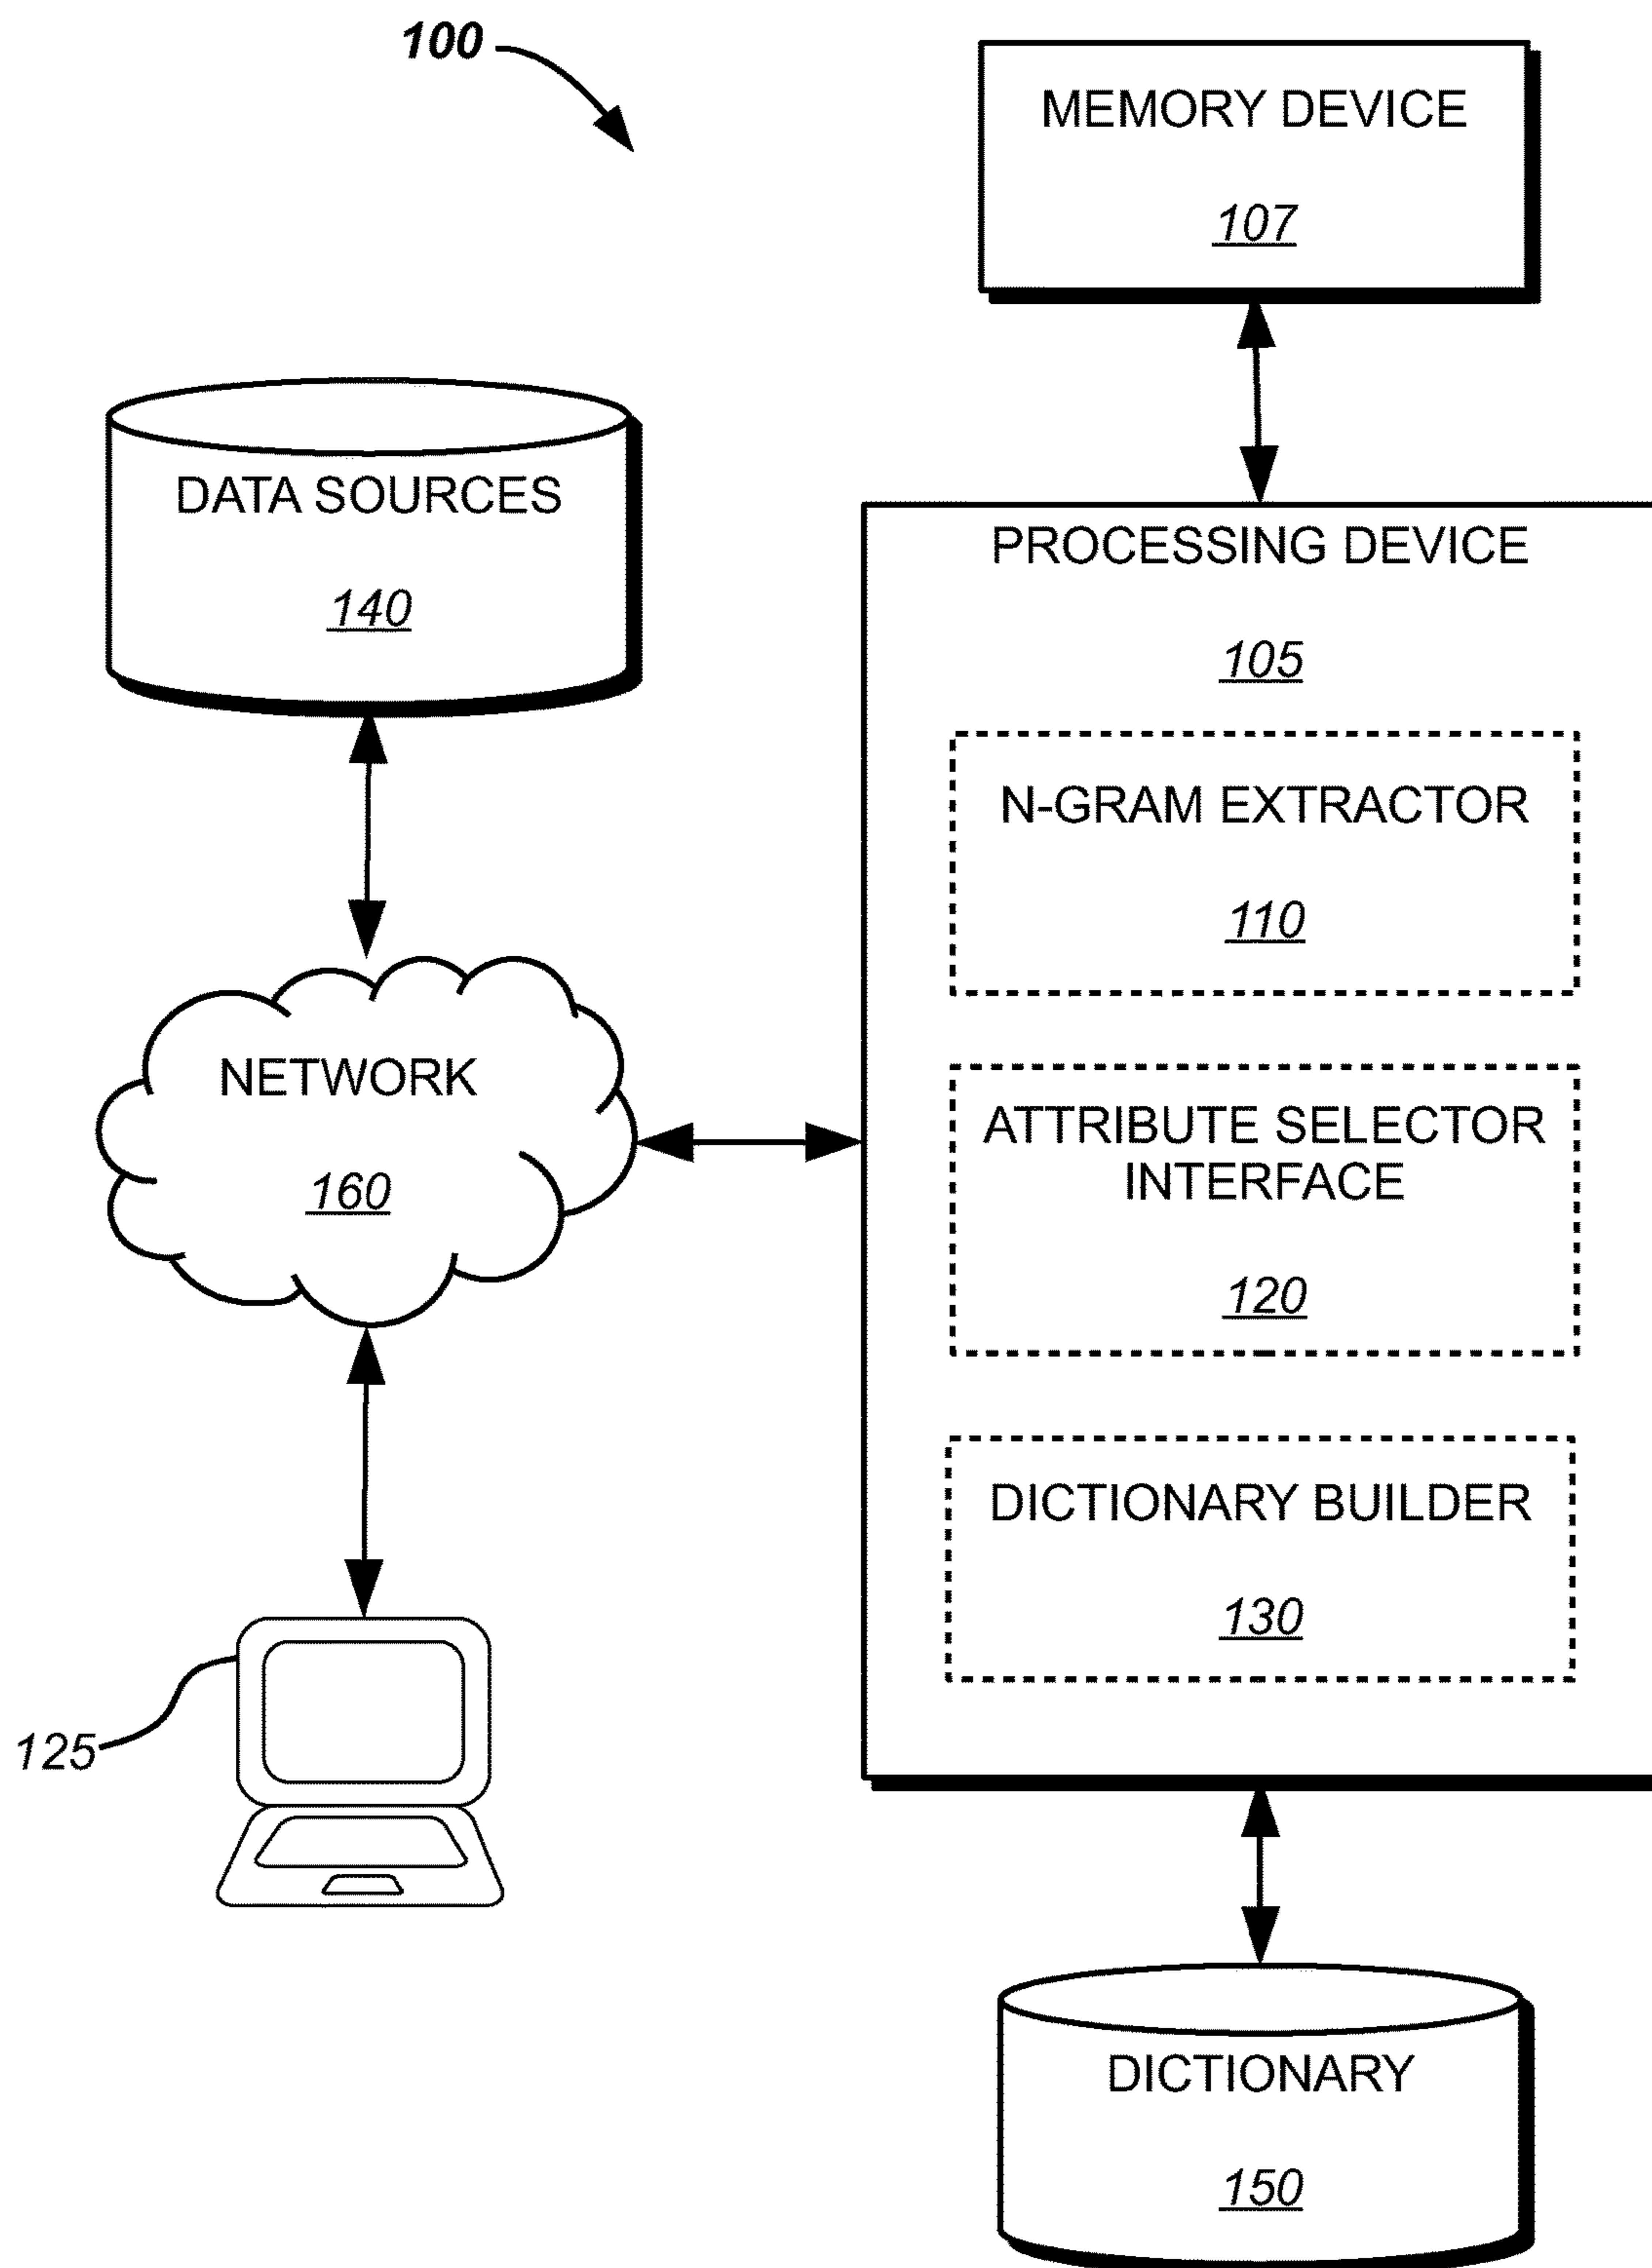 100
MEMORY DEVICE
107
DATA SOURCES
140
PROCESSING DEVICE
105
N-GRAM EXTRACTOR
110
NETWORK
160
ATTRIBUTE SELECTOR
INTERFACE
120
DICTIONARY BUILDER
130
125
DICTIONARY
150